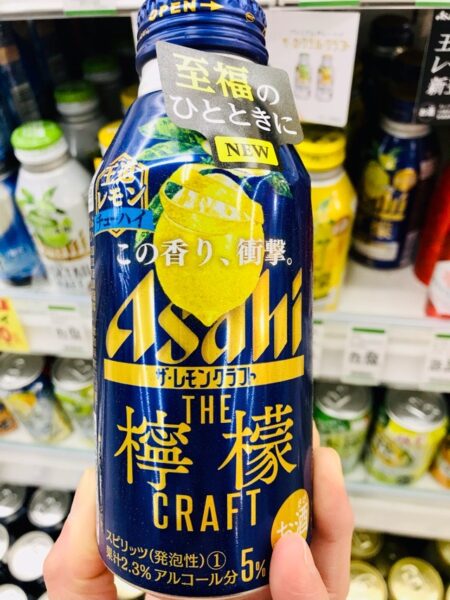 OPEN
至福の
ひとときに
NEW
レモン
チューハイ
この香り、衝撃。
Asahi
ザ・レモンクラフト
THE
檸檬
CRAFT
お酒
スピリッツ(発泡性)①
果汁2.3% アルコール分5%